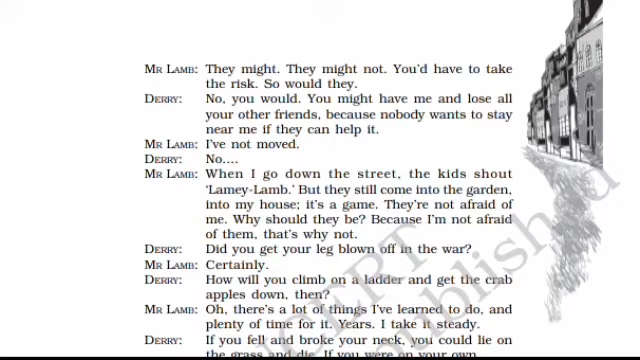 MR LAMB: They might. They might not. You'd have to take
the risk. So would they.
DERRY: No, you would. You might have me and lose all
your other friends, because nobody wants to stay
near me if they can help it.
MR LAMB: I've not moved.
DERRY: No....
MR LAMB: When I go down the street, the kids shout
'Lamey-Lamb.' But they still come into the garden,
into my house; it's a game. They're not afraid of
me. Why should they be? Because I'm not afraid
of them, that's why not.
DERRY: Did you get your leg blown off in the war?
MR LAMB: Certainly.
DERRY: How will you climb on a ladder and get the crab
apples down, then?
MR LAMB: Oh, there's a lot of things I've learned to do, and
plenty of time for it. Years. I take it steady.
DERRY: If you fell and broke your neck, you could lie on
the grass and die. If you were on your own.